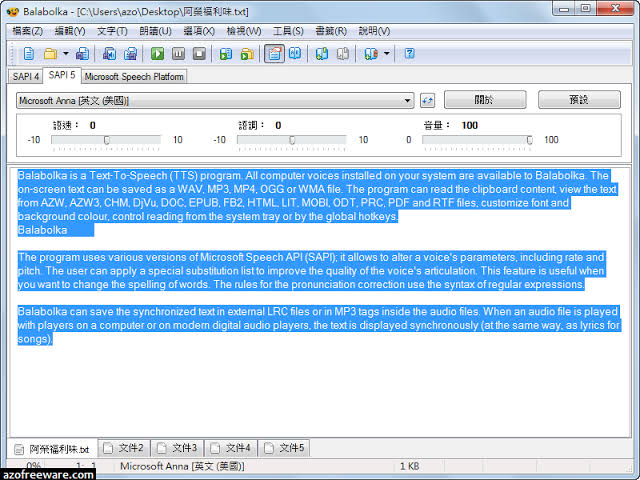 Balabolka - [C:\Users\azo\Desktop\阿榮福利味.txt]
檔案(Z) 編輯(Y) 文字(T) 朗讀(U) 選項(X) 檢視(W) 工具(S) 書籤(R) 說明(V)
SAPI 4 SAPI 5 Microsoft Speech Platform
Microsoft Anna [英文 (美國)] 關於 預設
語速： 0 語調： 0 音量： 100
-10 10 -10 10 0 100
Balabolka is a Text-To-Speech (TTS) program. All computer voices installed on your system are available to Balabolka. The
on-screen text can be saved as a WAV, MP3, MP4, OGG or WMA file. The program can read the clipboard content, view the text
from AZW, AZW3, CHM, DjVu, DOC, EPUB, FB2, HTML, LIT, MOBI, ODT, PRC, PDF and RTF files, customize font and
background colour, control reading from the system tray or by the global hotkeys.
Balabolka
The program uses various versions of Microsoft Speech API (SAPI); it allows to alter a voice's parameters, including rate and
pitch. The user can apply a special substitution list to improve the quality of the voice's articulation. This feature is useful when
you want to change the spelling of words. The rules for the pronunciation correction use the syntax of regular expressions.
Balabolka can save the synchronized text in external LRC files or in MP3 tags inside the audio files. When an audio file is played
with players on a computer or on modern digital audio players, the text is displayed synchronously (at the same way, as lyrics for
songs).
阿榮福利味.txt 文件2 文件3 文件4 文件5
0% 1: 1 Microsoft Anna [英文 (美國)] 1 KB
azofreeware.com